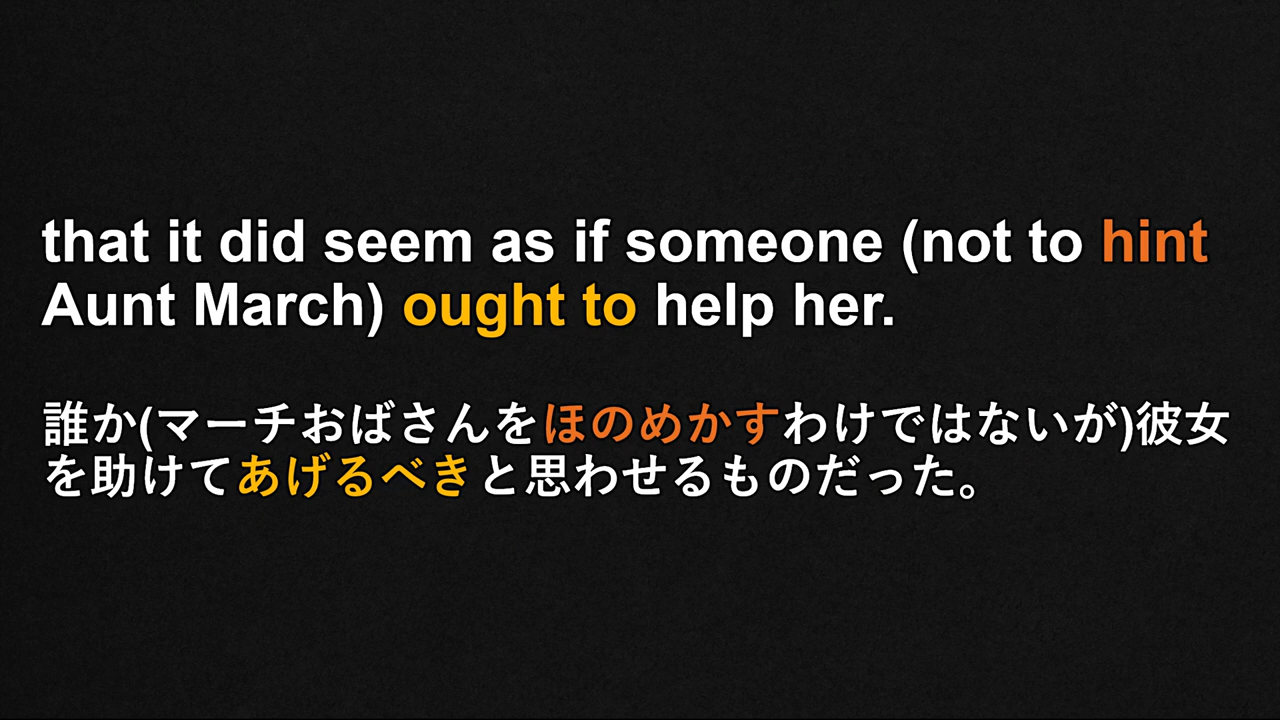 that it did seem as if someone (not to hint
Aunt March) ought to help her.
誰か(マーチおばさんをほのめかすわけではないが)彼女
を助けてあげるべきと思わせるものだった。